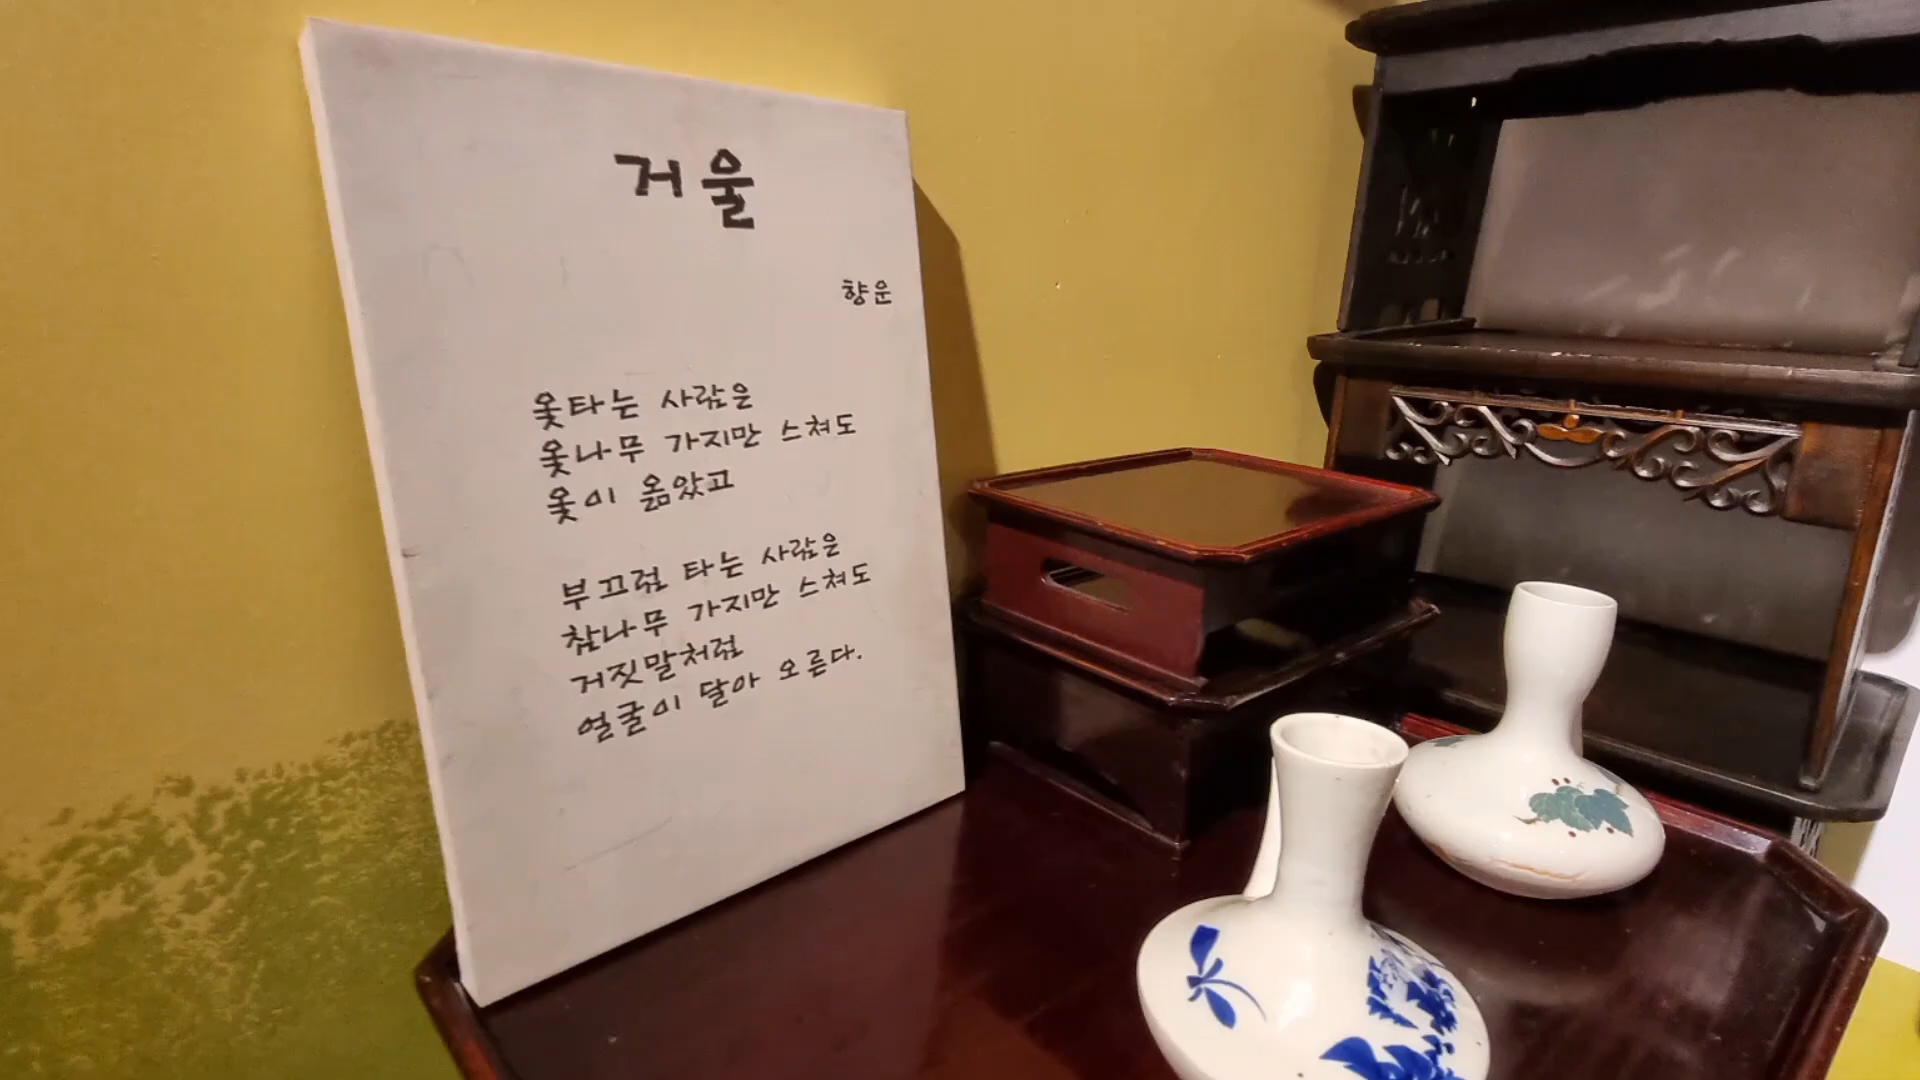 거울
향운
옻타는 사람은
옻나무 가지만 스쳐도
옻이 옮았고
부끄럼 타는 사람은
참나무 가지만 스쳐도
거짓말처럼
얼굴이 달아 오른다.